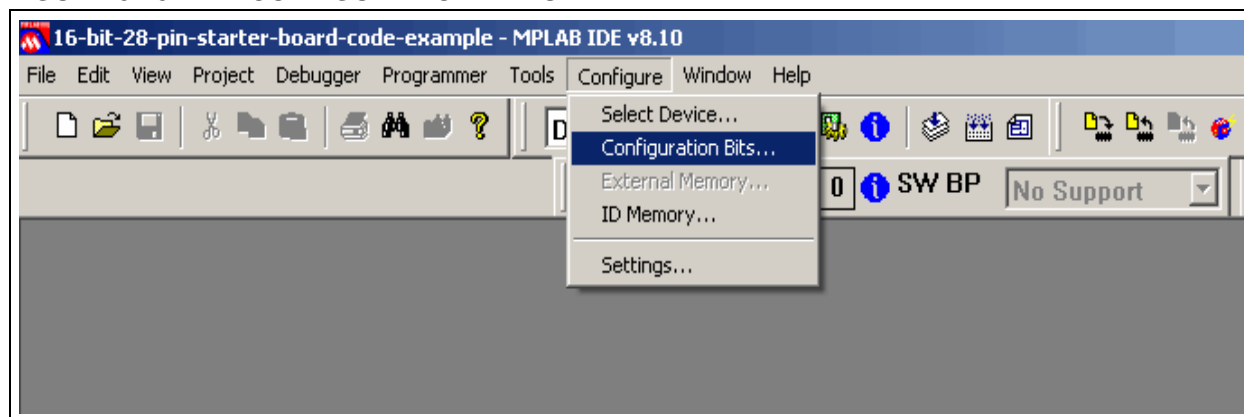 16-bit-28-pin-starter-board-code-example - MPLAB IDE v8.10
File Edit View Project Debugger Programmer Tools Configure Window Help
Select Device...
Configuration Bits...
External Memory...
0 SW BP No Support
ID Memory...
Settings...